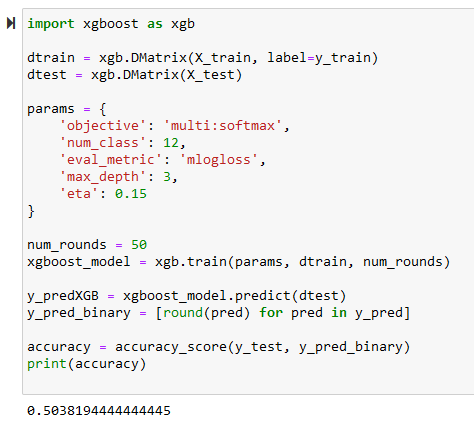 import xgboost as xgb
dtrain = xgb.DMatrix(X_train, label=y_train)
dtest = xgb.DMatrix(X_test)
params = {
    'objective': 'multi:softmax',
    'num_class': 12,
    'eval_metric': 'mlogloss',
    'max_depth': 3,
    'eta': 0.15
}
num_rounds = 50
xgboost_model = xgb.train(params, dtrain, num_rounds)
y_predXGB = xgboost_model.predict(dtest)
y_pred_binary = [round(pred) for pred in y_pred]
accuracy = accuracy_score(y_test, y_pred_binary)
print(accuracy)
0.5038194444444445